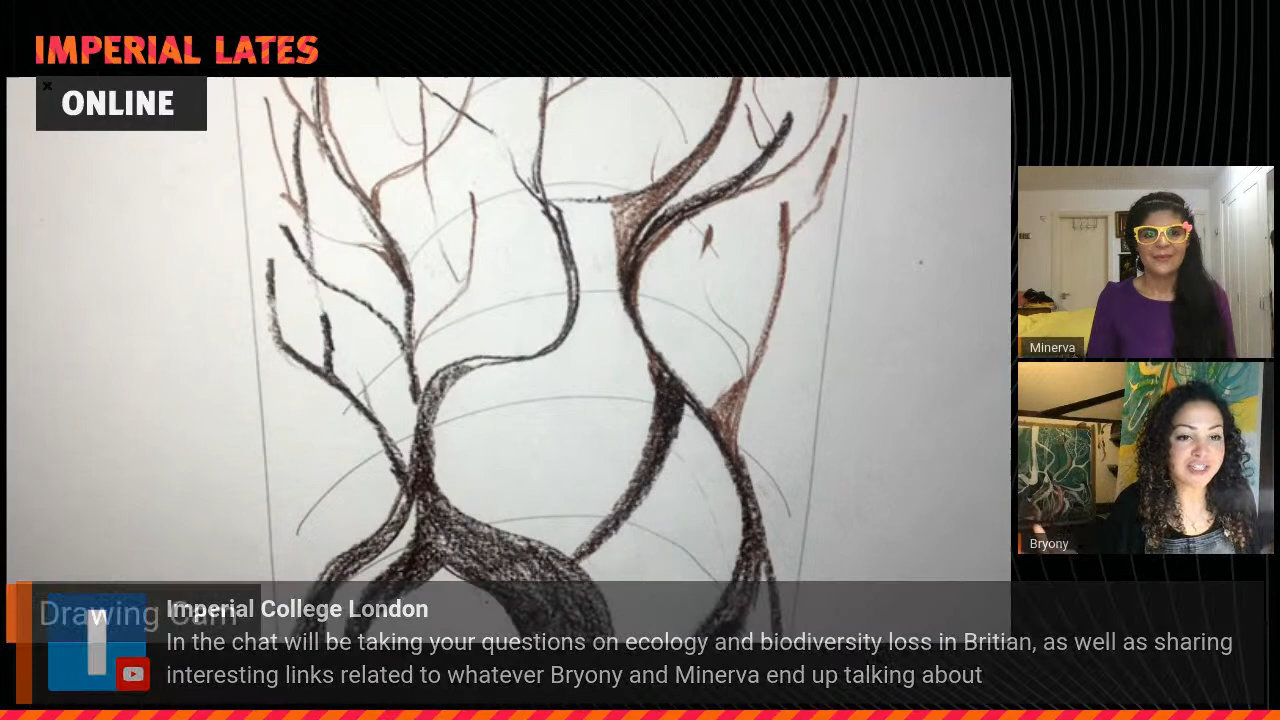 IMPERIAL LATES
ONLINE
Minerva
Bryony
Drawing Cam
Imperial College London
In the chat will be taking your questions on ecology and biodiversity loss in Britian, as well as sharing
interesting links related to whatever Bryony and Minerva end up talking about